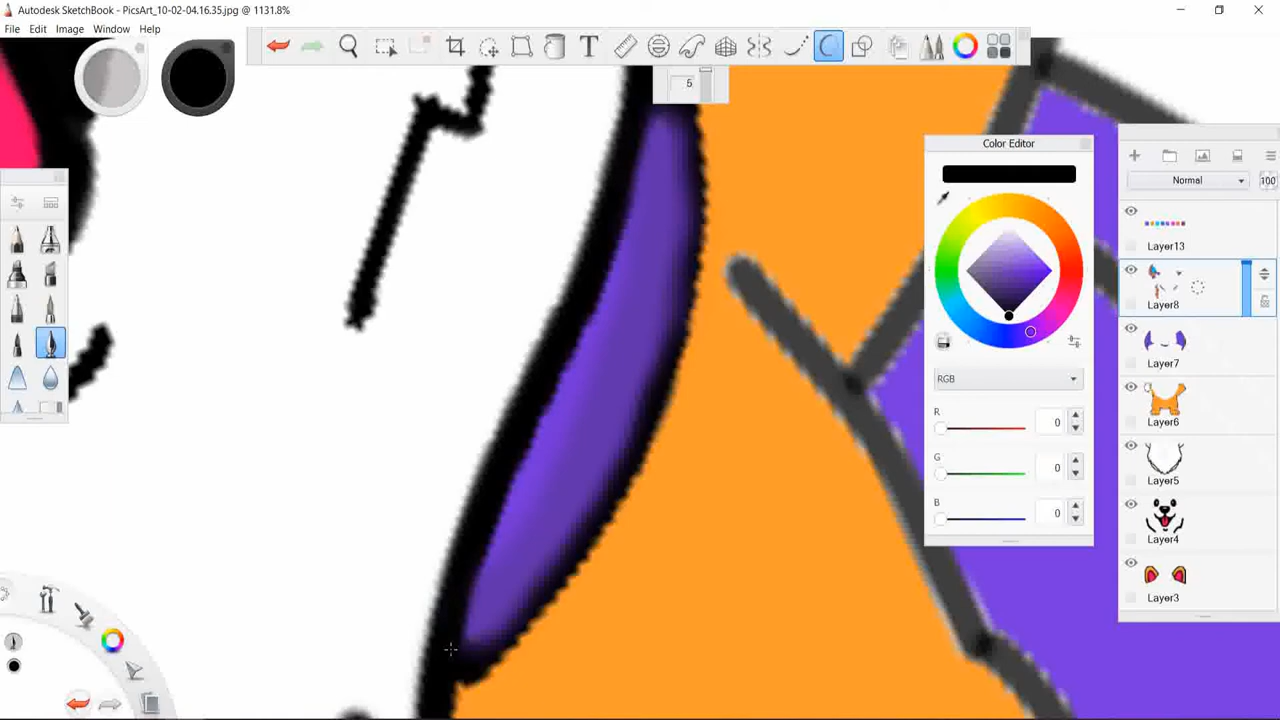 Autodesk SketchBook - PicsArt_10-02-04.16.35.jpg @ 1131.8%
File Edit Image Window Help
T
5
Color Editor
RGB
R 0
G 0
B 0
Normal 100
Layer13
Layer8
Layer7
Layer6
Layer5
Layer4
Layer3